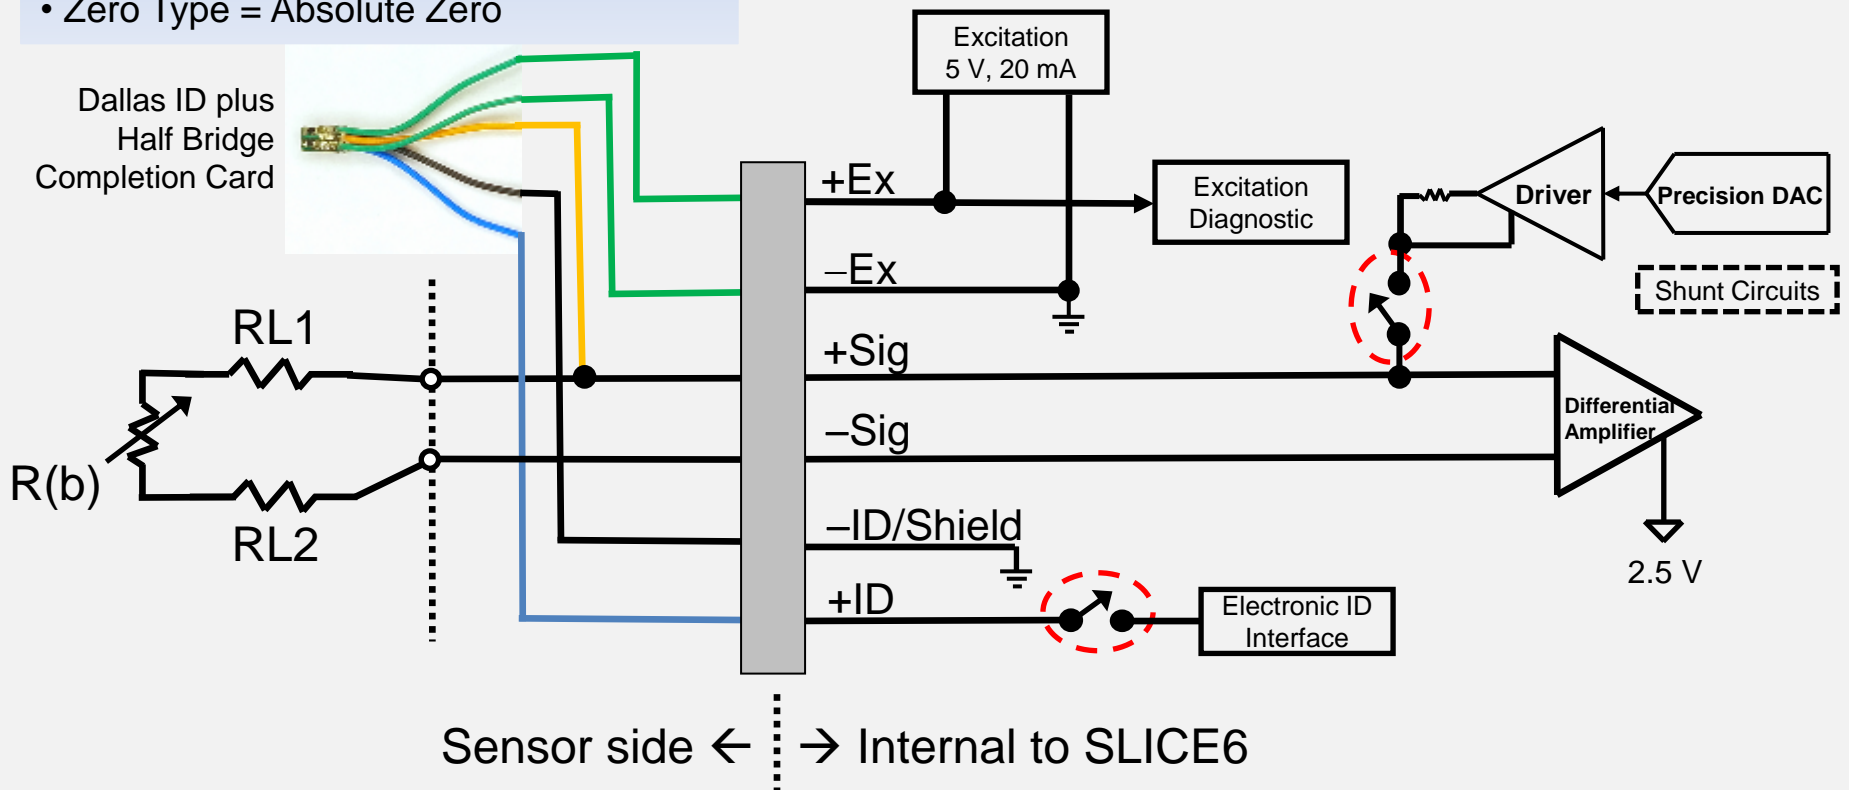 • Zero Type = Absolute Zero
Dallas ID plus
Half Bridge
Completion Card
Excitation
5 V, 20 mA
+Ex
Excitation
Diagnostic
Driver
Precision DAC
–Ex
Shunt Circuits
RL1
+Sig
Differential
Amplifier
–Sig
R(b)
RL2
–ID/Shield
2.5 V
+ID
Electronic ID
Interface
Sensor side ← → Internal to SLICE6